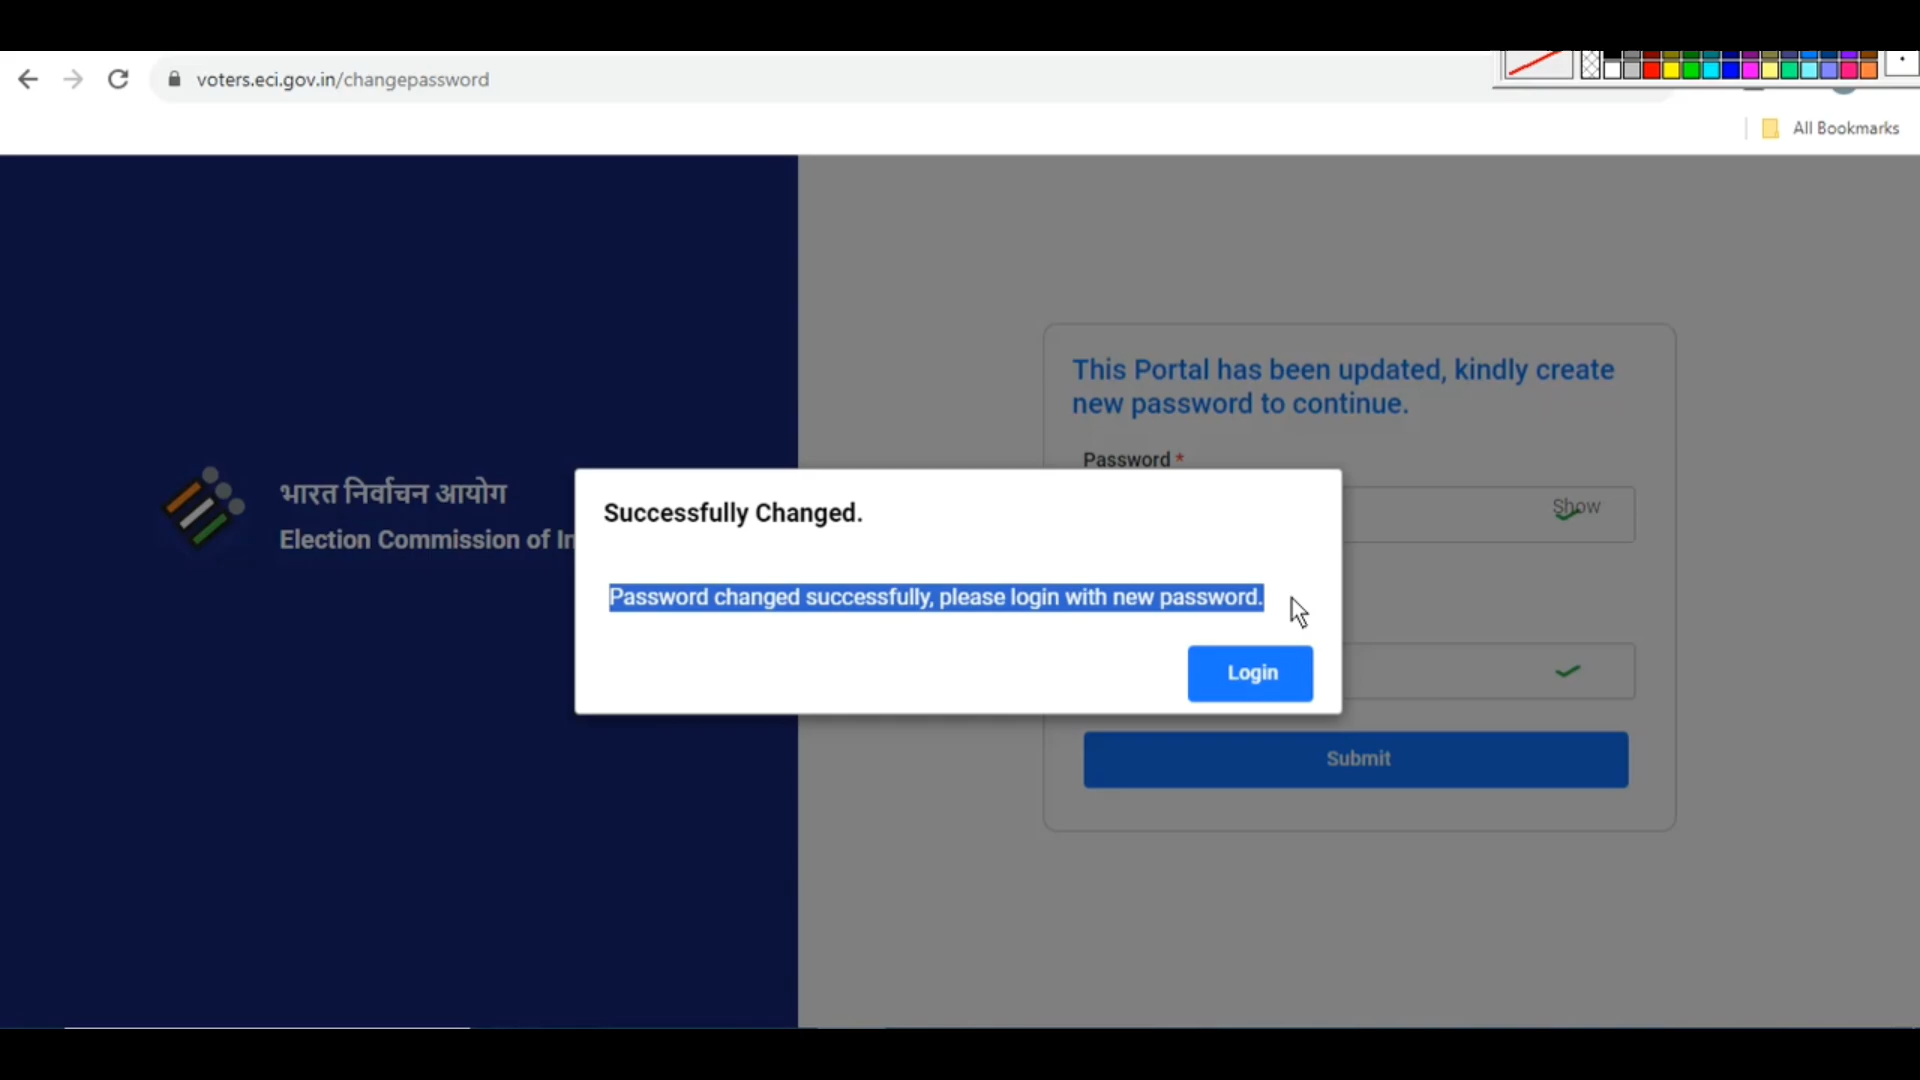 voters.eci.gov.in/changepassword
All Bookmarks
This Portal has been updated, kindly create
new password to continue.
Password *
Show
भारत निर्वाचन आयोग
Election Commission of In
Successfully Changed.
Password changed successfully, please login with new password.
Login
Submit